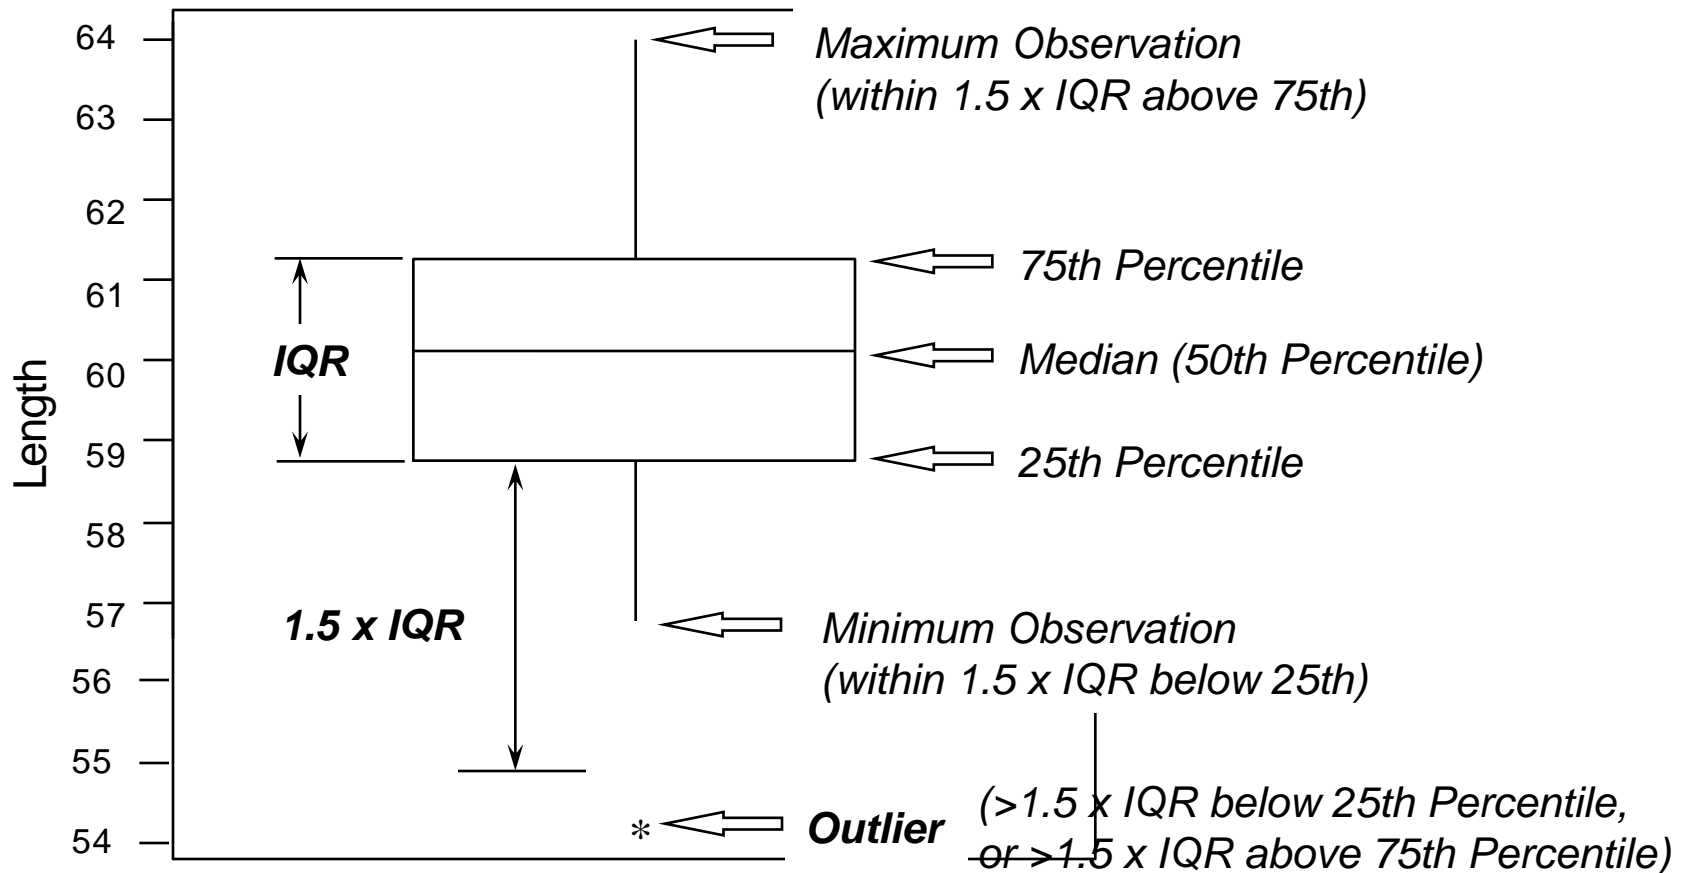 64
Maximum Observation
(within 1.5 x IQR above 75th)
63
62
75th Percentile
61
IQR
Median (50th Percentile)
60
Length
59
25th Percentile
58
57
1.5 x IQR
Minimum Observation
(within 1.5 x IQR below 25th)
56
55
54
* Outlier
(>1.5 x IQR below 25th Percentile,
or >1.5 x IQR above 75th Percentile)